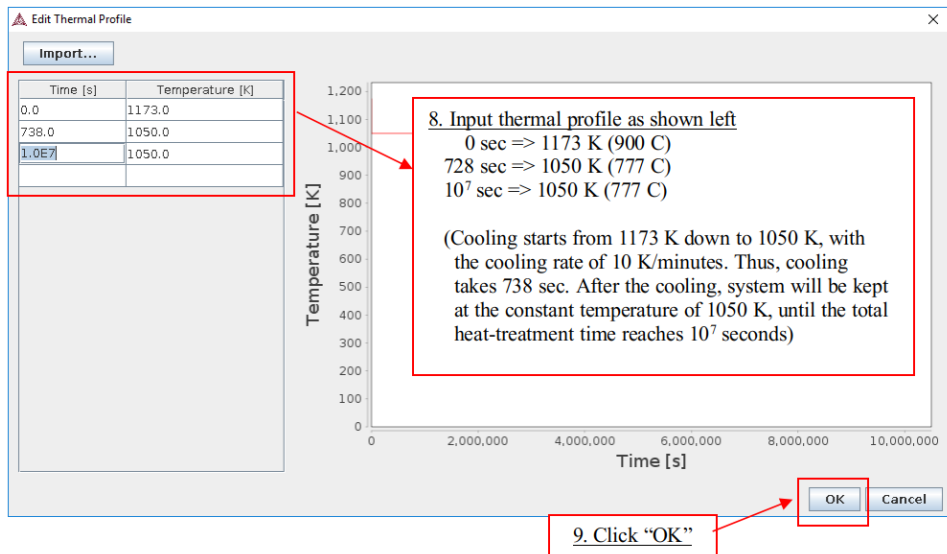 Edit Thermal Profile
Import...
Time [s] Temperature [K]
0.0 1173.0
738.0 1050.0
1.0E7 1050.0
8. Input thermal profile as shown left
0 sec => 1173 K (900 C)
728 sec => 1050 K (777 C)
10⁷ sec => 1050 K (777 C)
(Cooling starts from 1173 K down to 1050 K, with
the cooling rate of 10 K/minutes. Thus, cooling
takes 738 sec. After the cooling, system will be kept
at the constant temperature of 1050 K, until the total
heat-treatment time reaches 10⁷ seconds)
Temperature [K]
1,200
1,100
1,000
900
800
700
600
500
400
300
200
100
0
0 2,000,000 4,000,000 6,000,000 8,000,000 10,000,000
Time [s]
OK Cancel
9. Click “OK”